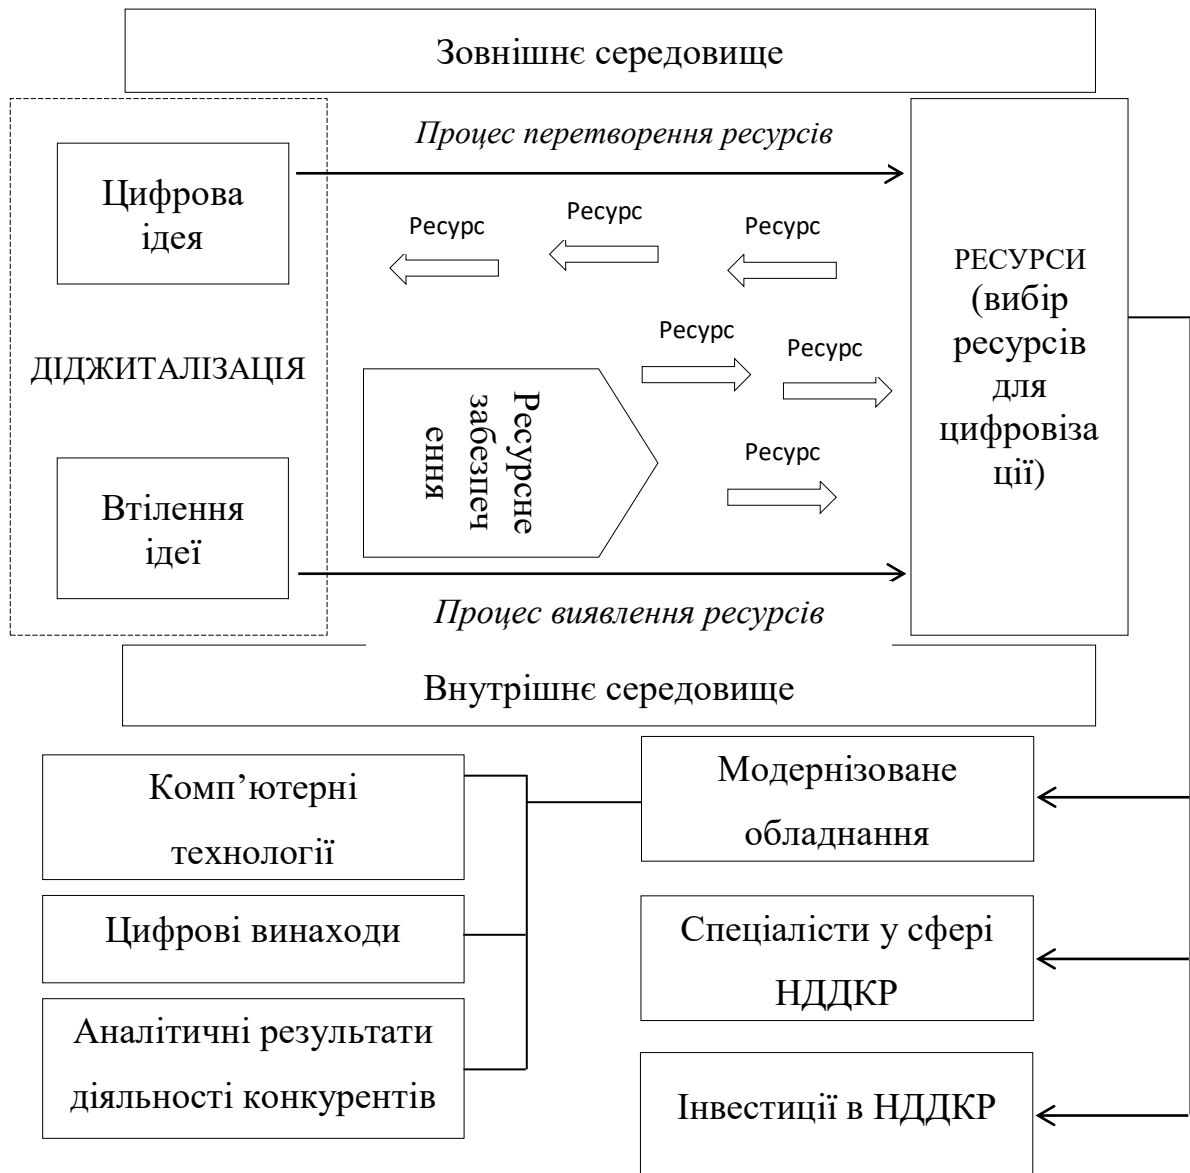 Зовнішнє середовище
Процес перетворення ресурсів
Цифрова
ідея
Ресурс
Ресурс
Ресурс
РЕСУРСИ
(вибір
ресурсів
для
цифровіза
ції)
Ресурс
Ресурс
ДІДЖИТАЛІЗАЦІЯ
Ресурсне
забезпеч
ення
Ресурс
Втілення
ідеї
Процес виявлення ресурсів
Внутрішнє середовище
Комп’ютерні
технології
Модернізоване
обладнання
Цифрові винаходи
Спеціалісти у сфері
НДДКР
Аналітичні результати
діяльності конкурентів
Інвестиції в НДДКР